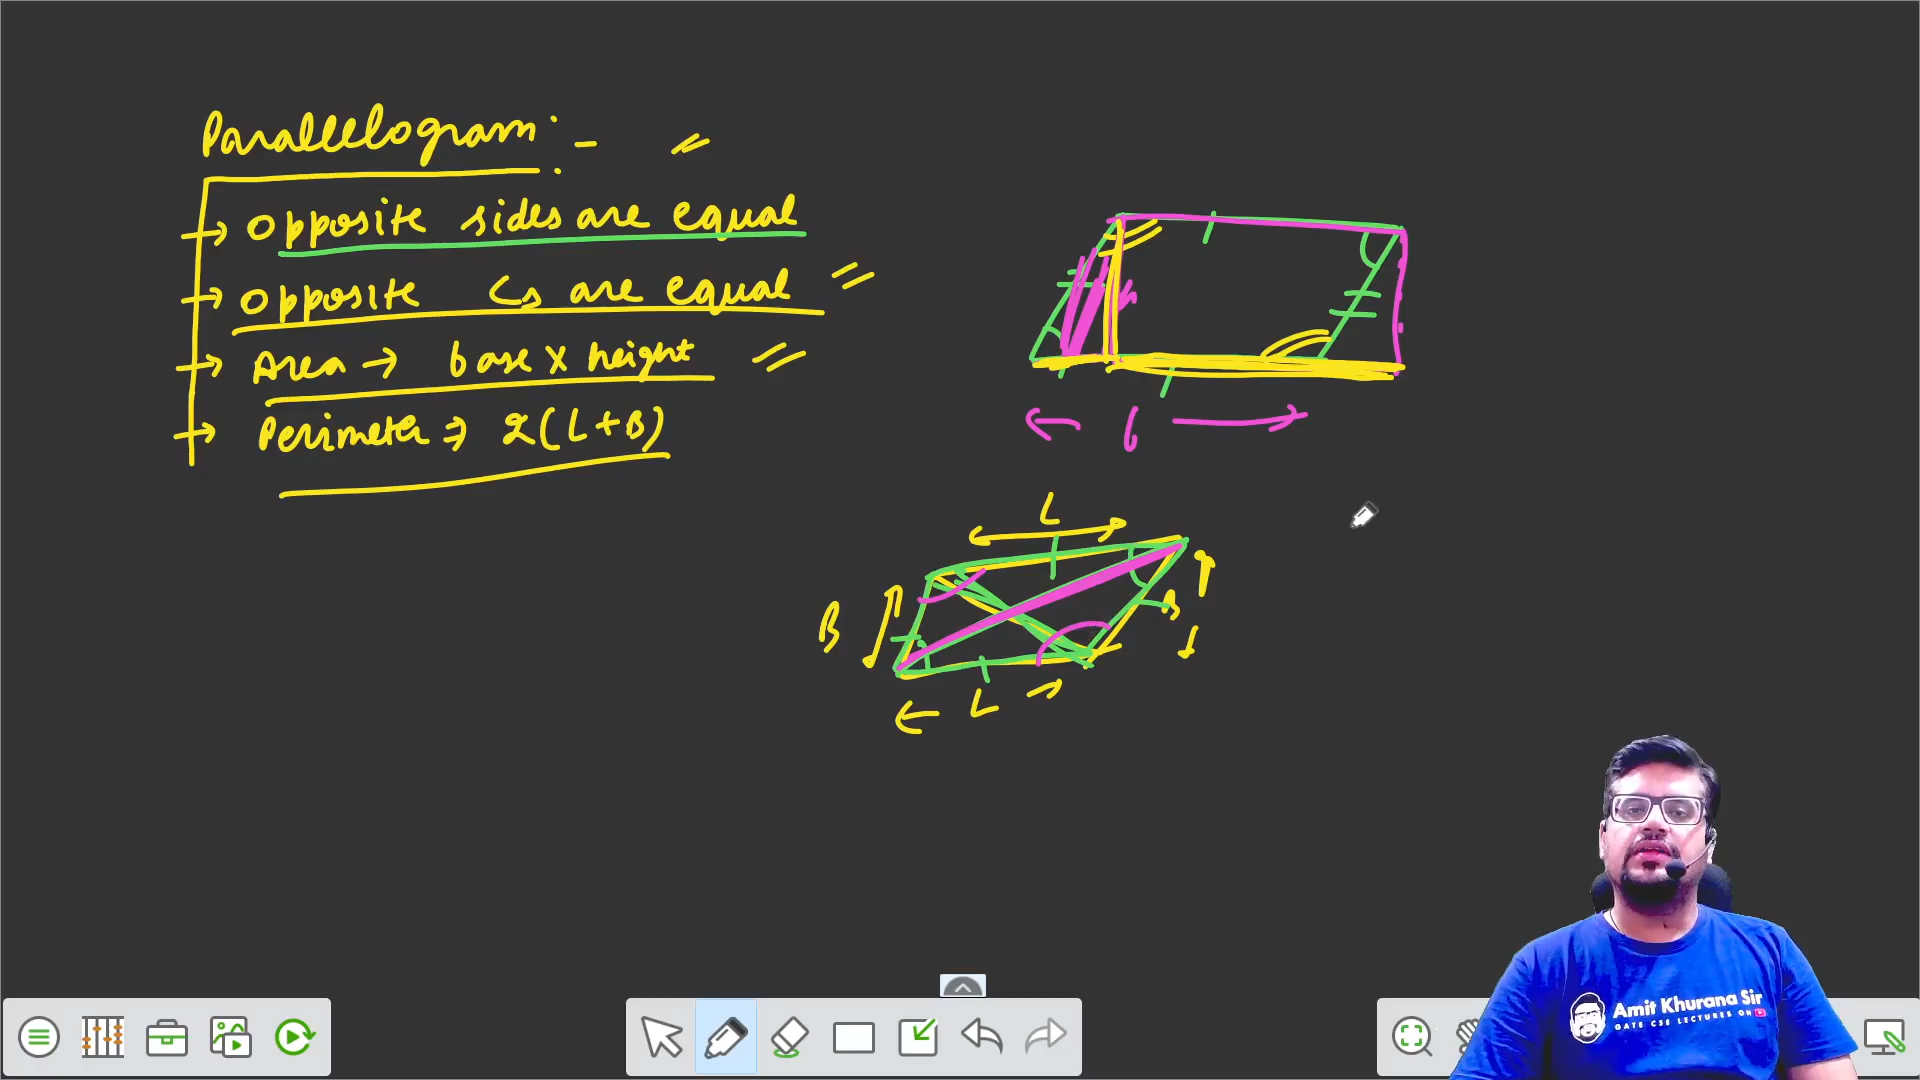 Parallelogram :-
→ Opposite sides are equal
→ Opposite ∠s are equal
→ Area → base × height
→ Perimeter → 2(L+B)
h
b
L
B
B
L
Amit Khurana Sir
GATE CSE LECTURES ON